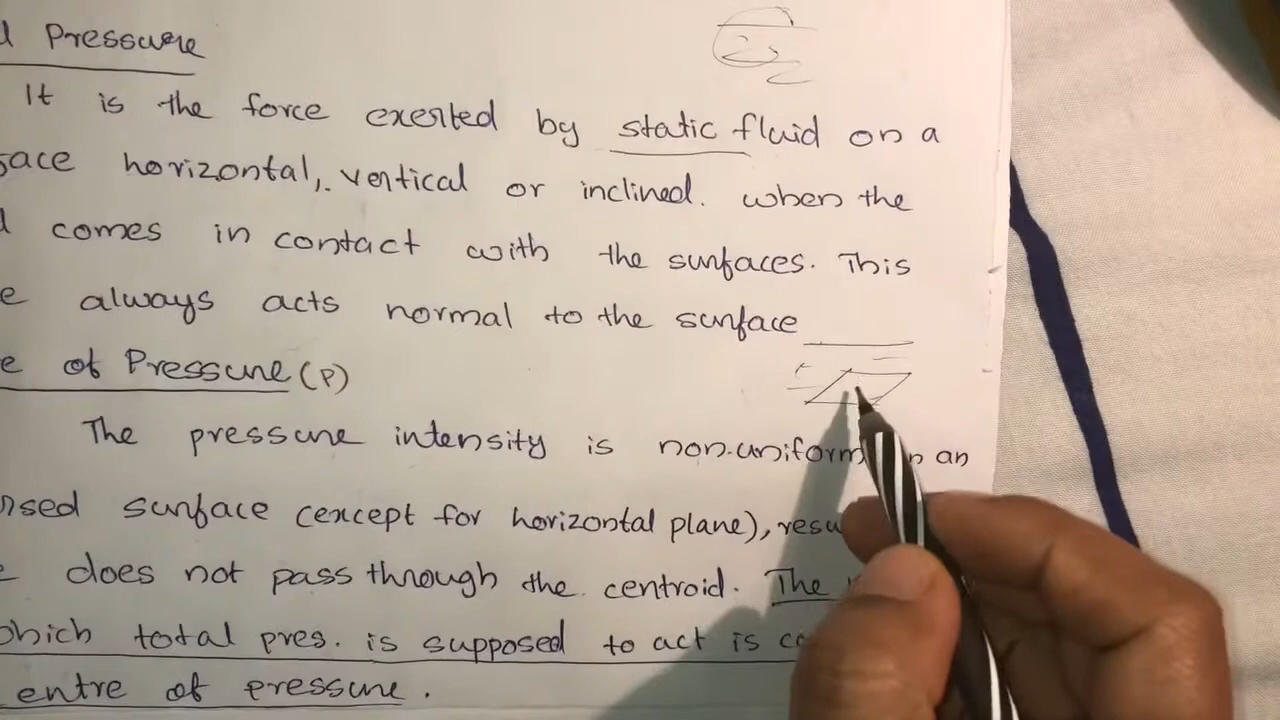 Pressure
It is the force exerted by static fluid on a
horizontal, vertical or inclined. when the
comes in contact with the surfaces. This
always acts normal to the surface
of Pressure (P)
The pressure intensity is non-uniform an
surface (except for horizontal plane),
does not pass through the centroid. The
which total pres. is supposed to act is
entre of pressure.